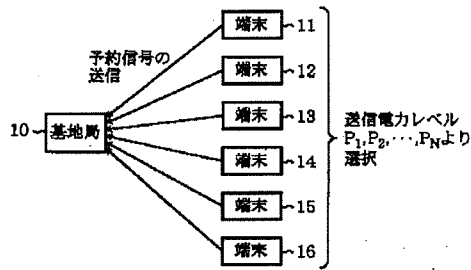 端末 11
予約信号の
送信
端末 12
端末 13
10 基地局
送信電力レベル
P1,P2,···,PNより
選択
端末 14
端末 15
端末 16